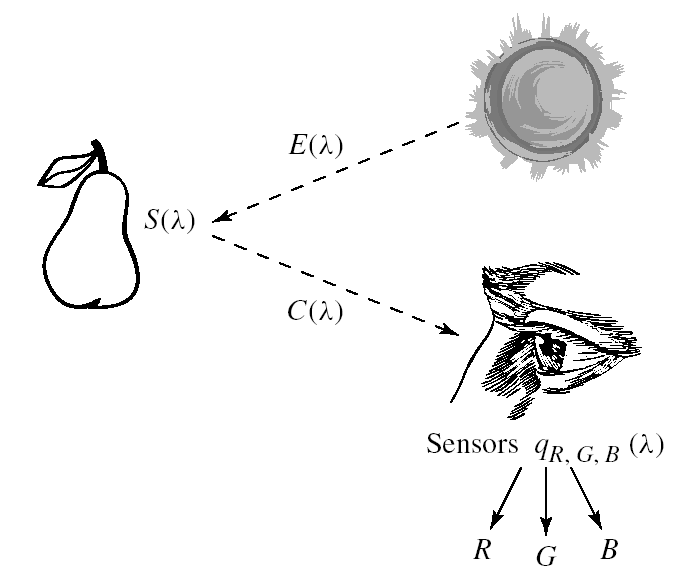 E(λ)
S(λ)
C(λ)
Sensors q_{R, G, B} (λ)
R G B